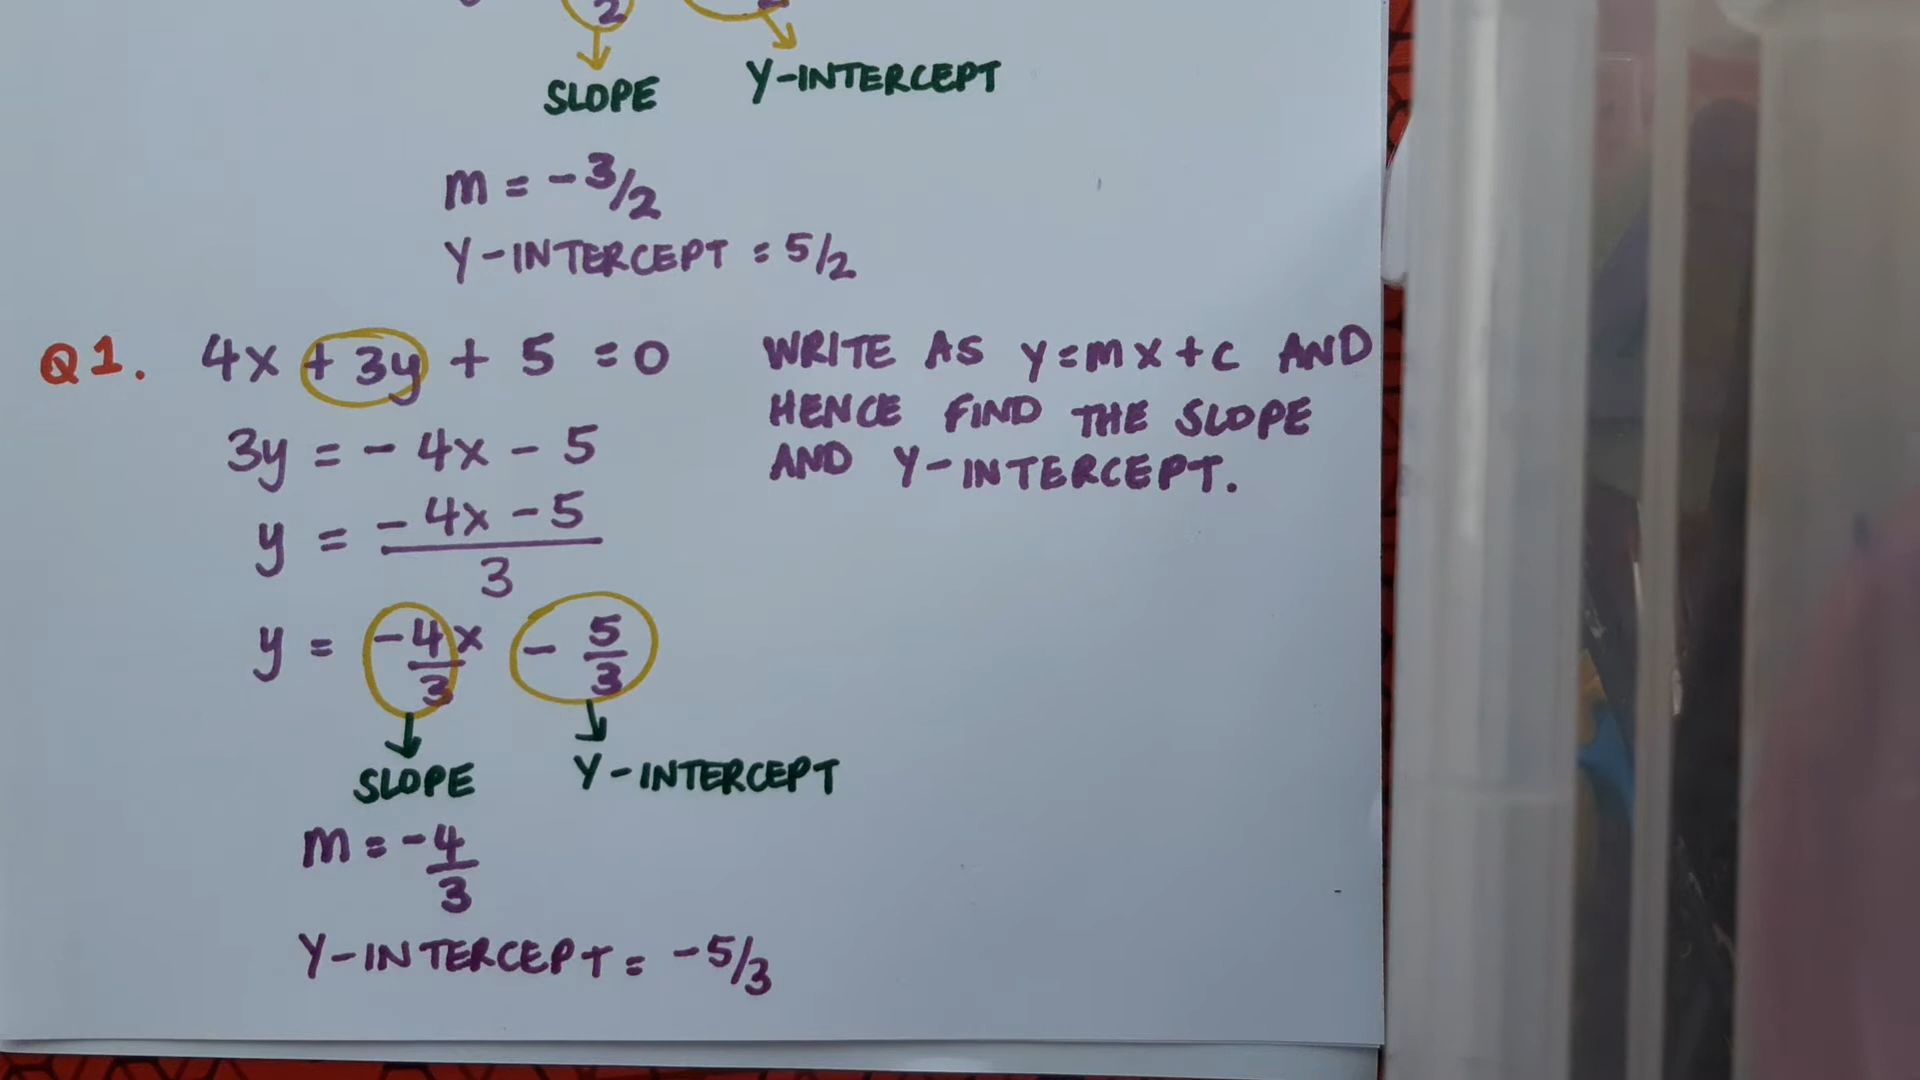 2
SLOPE Y-INTERCEPT
m = -3/2
Y-INTERCEPT = 5/2
Q1. 4x + 3y + 5 = 0 WRITE AS y=mx+c AND
HENCE FIND THE SLOPE
3y = - 4x - 5
AND Y-INTERCEPT.
y = - 4x - 5
3
y = -4/3 x - 5/3
SLOPE Y-INTERCEPT
m = -4/3
Y-INTERCEPT = -5/3